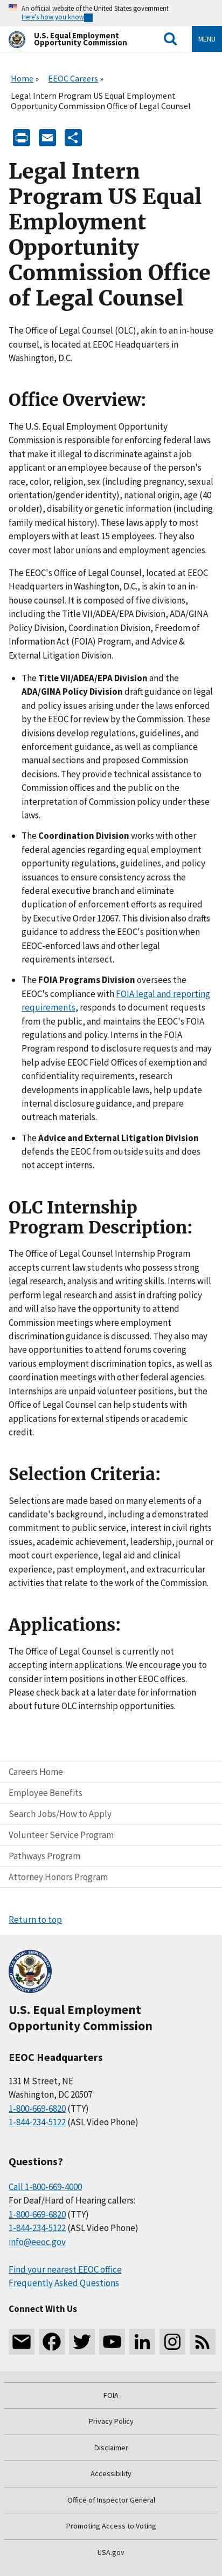 An official website of the United States government
Here's how you know
U.S. Equal Employment
Opportunity Commission
MENU
Home » EEOC Careers »
Legal Intern Program US Equal Employment
Opportunity Commission Office of Legal Counsel
Legal Intern
Program US Equal
Employment
Opportunity
Commission Office
of Legal Counsel
The Office of Legal Counsel (OLC), akin to an in-house
counsel, is located at EEOC Headquarters in
Washington, D.C.
Office Overview:
The U.S. Equal Employment Opportunity
Commission is responsible for enforcing federal laws
that make it illegal to discriminate against a job
applicant or an employee because of the person's
race, color, religion, sex (including pregnancy, sexual
orientation/gender identity), national origin, age (40
or older), disability or genetic information (including
family medical history). These laws apply to most
employers with at least 15 employees. They also
cover most labor unions and employment agencies.
The EEOC's Office of Legal Counsel, located at EEOC
Headquarters in Washington, D.C., is akin to an in-
house counsel. It is composed of five divisions,
including the Title VII/ADEA/EPA Division, ADA/GINA
Policy Division, Coordination Division, Freedom of
Information Act (FOIA) Program, and Advice &
External Litigation Division.
The Title VII/ADEA/EPA Division and the
ADA/GINA Policy Division draft guidance on legal
and policy issues arising under the laws enforced
by the EEOC for review by the Commission. These
divisions develop regulations, guidelines, and
enforcement documents, as well as compliance
manual sections and amendments for decision by
the Commission. They provide technical assistance
to Commission offices and the public on the
interpretation of Commission policy under these
laws.
The Coordination Division works with other
federal agencies regarding equal employment
opportunity regulations, guidelines, and policy
issuances to ensure consistency across the
federal executive branch and eliminate
duplication of enforcement efforts, as required by
Executive Order 12067. This division also drafts
guidance to address the EEOC's position when
EEOC-enforced laws and other legal
requirements intersect.
The FOIA Programs Division oversees the
EEOC's compliance with FOIA legal and reporting
requirements, responds to document requests
from the public, and maintains the EEOC's FOIA
regulations and policy. Interns in the FOIA
Program respond to disclosure requests and may
help advise EEOC Field Offices of exemption and
confidentiality requirements, research legal
developments in applicable laws, help update
internal disclosure guidance, and prepare
outreach materials.
The Advice and External Litigation Division
defends the EEOC from outside suits and does
not accept interns.
OLC Internship
Program Description:
The Office of Legal Counsel Internship Program
accepts current law students who possess strong
legal research, analysis and writing skills. Interns will
perform legal research and assist in drafting policy
and will also have the opportunity to attend
Commission meetings where employment
discrimination guidance is discussed. They may also
have the opportunity to attend forums covering
various employment discrimination topics, as well as
coordinate with other federal agencies.
Internships are unpaid volunteer positions, but the
Office of Legal Counsel can help students with
applications for external fellowships or academic
credit.
Selection Criteria:
Selections are made based on many elements of
each candidate's application, including a demonstrated
commitment to public service, strong interest in civil rights
issues, academic achievement, leadership, journal or
moot court experience, legal aid and clinical
experience, past employment, and extracurricular
activities that relate to the work of the Commission.
Applications:
The Office of Legal Counsel is currently not
accepting intern applications. We encourage you to
consider intern positions in other EEOC offices.
Please check back at a later date for information
about future OLC internship opportunities.
Careers Home
Employee Benefits
Search Jobs/How to Apply
Volunteer Service Program
Pathways Program
Attorney Honors Program
Return to top
U.S. Equal Employment
Opportunity Commission
EEOC Headquarters
131 M Street, NE
Washington, DC 20507
1-800-669-6820 (TTY)
1-844-234-5122 (ASL Video Phone)
Questions?
Call 1-800-669-4000
For Deaf/Hard of Hearing callers:
1-800-669-6820 (TTY)
1-844-234-5122 (ASL Video Phone)
info@eeoc.gov
Find your nearest EEOC office
Frequently Asked Questions
Connect With Us
FOIA
Privacy Policy
Disclaimer
Accessibility
Office of Inspector General
Promoting Access to Voting
USA.gov